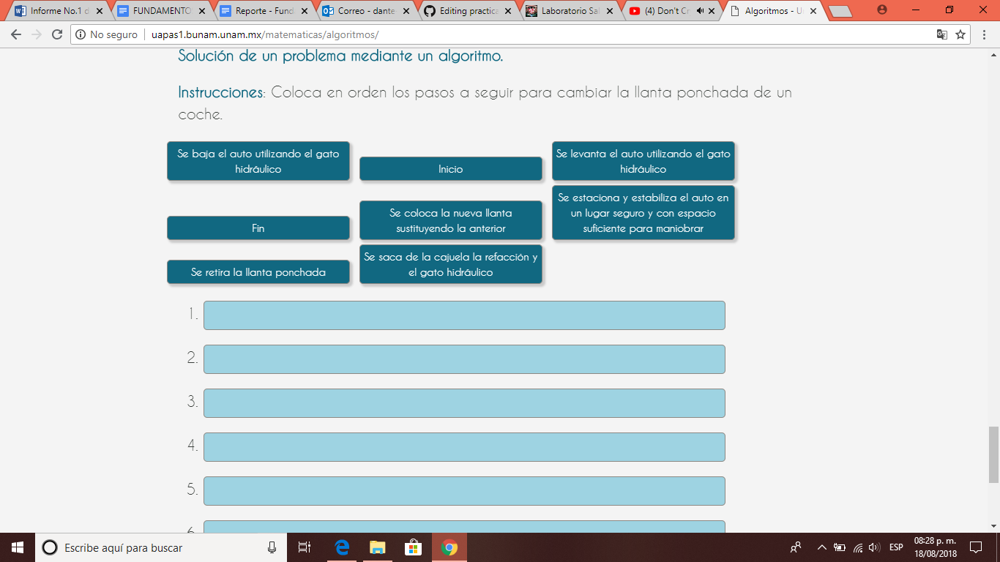 Informe No.1 d
FUNDAMENTO
Reporte - Fund
Correo - dante
Editing practica
Laboratorio Sal
(4) Don't Cr
Algoritmos - U
No seguro
uapas1.bunam.unam.mx/matematicas/algoritmos/
Solución de un problema mediante un algoritmo.
Instrucciones: Coloca en orden los pasos a seguir para cambiar la llanta ponchada de un
coche.
Se baja el auto utilizando el gato
hidráulico
Inicio
Se levanta el auto utilizando el gato
hidráulico
Fin
Se coloca la nueva llanta
sustituyendo la anterior
Se estaciona y estabiliza el auto en
un lugar seguro y con espacio
suficiente para maniobrar
Se retira la llanta ponchada
Se saca de la cajuela la refacción y
el gato hidráulico
1.
2.
3.
4.
5.
6.
Escribe aquí para buscar
ESP
08:28 p. m.
18/08/2018